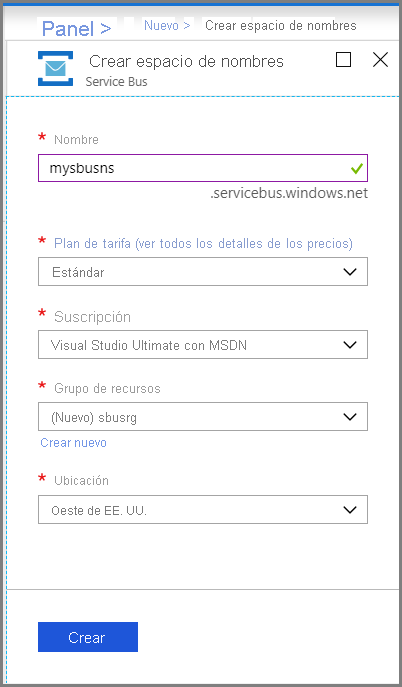 Panel > Nuevo > Crear espacio de nombres
Crear espacio de nombres
Service Bus
* Nombre
mysbusns
.servicebus.windows.net
* Plan de tarifa (ver todos los detalles de los precios)
Estándar
* Suscripción
Visual Studio Ultimate con MSDN
* Grupo de recursos
(Nuevo) sbusrg
Crear nuevo
* Ubicación
Oeste de EE. UU.
Crear